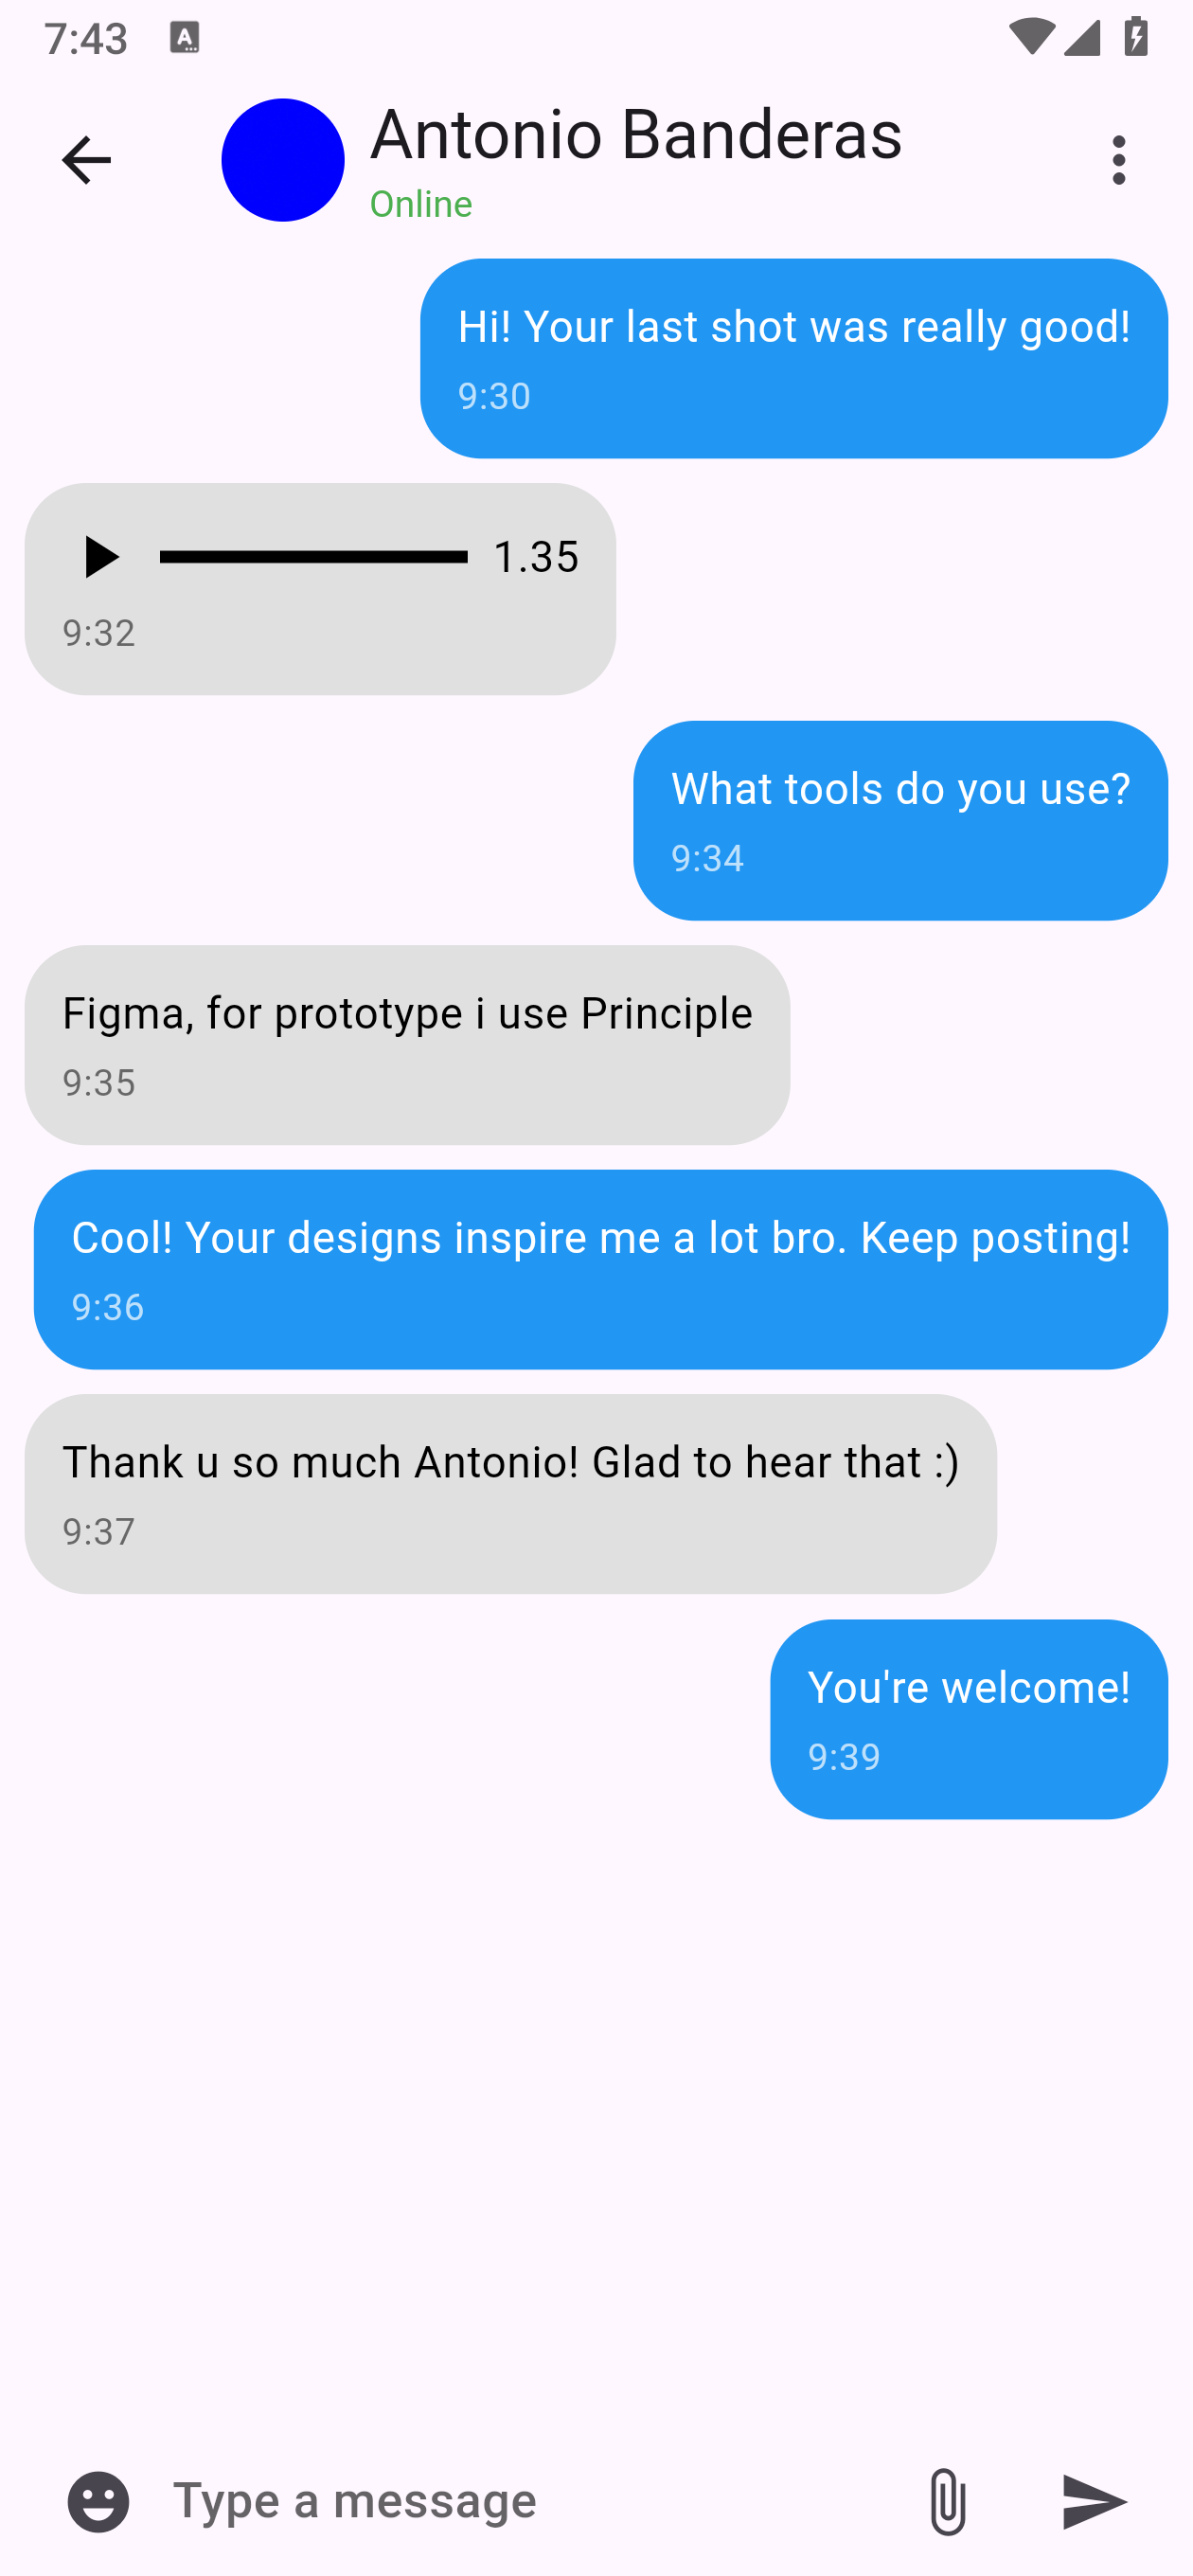 7:43
Antonio Banderas
Online
Hi! Your last shot was really good!
9:30
1.35
9:32
What tools do you use?
9:34
Figma, for prototype i use Principle
9:35
Cool! Your designs inspire me a lot bro. Keep posting!
9:36
Thank u so much Antonio! Glad to hear that :)
9:37
You're welcome!
9:39
Type a message